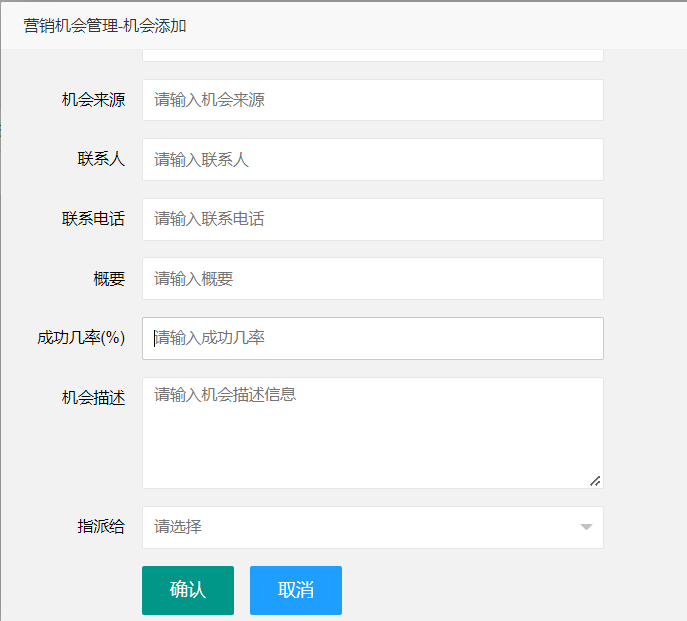 营销机会管理-机会添加
机会来源 请输入机会来源
联系人 请输入联系人
联系电话 请输入联系电话
概要 请输入概要
成功几率(%) 请输入成功几率
机会描述 请输入机会描述信息
指派给 请选择
确认 取消